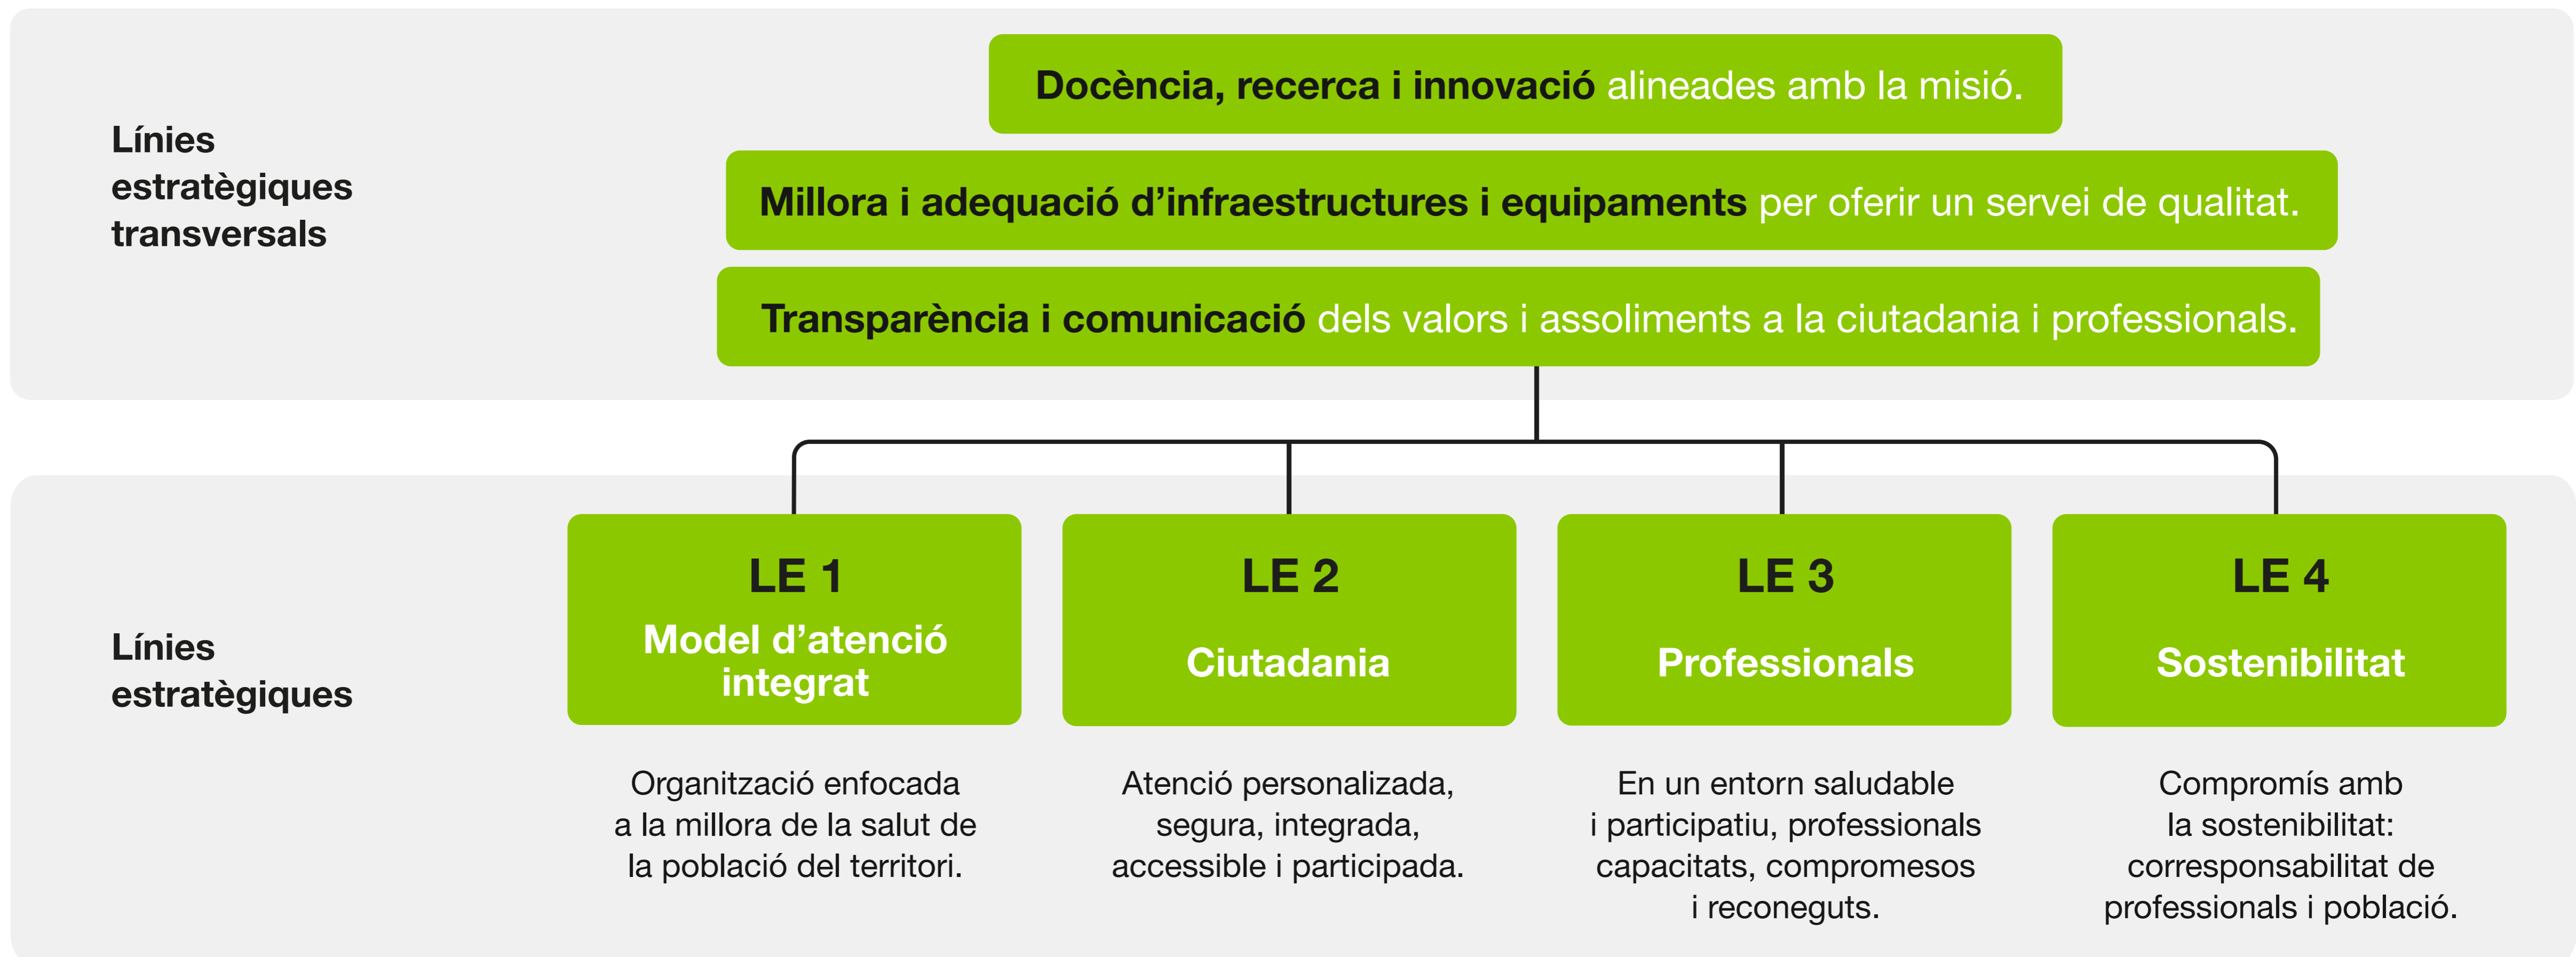 Línies
estratègiques
transversals
Docència, recerca i innovació alineades amb la misió.
Millora i adequació d’infraestructures i equipaments per oferir un servei de qualitat.
Transparència i comunicació dels valors i assoliments a la ciutadania i professionals.
Línies
estratègiques
LE 1
Model d’atenció
integrat
Organització enfocada
a la millora de la salut de
la població del territori.
LE 2
Ciutadania
Atenció personalizada,
segura, integrada,
accessible i participada.
LE 3
Professionals
En un entorn saludable
i participatiu, professionals
capacitats, compromesos
i reconeguts.
LE 4
Sostenibilitat
Compromís amb
la sostenibilitat:
corresponsabilitat de
professionals i població.